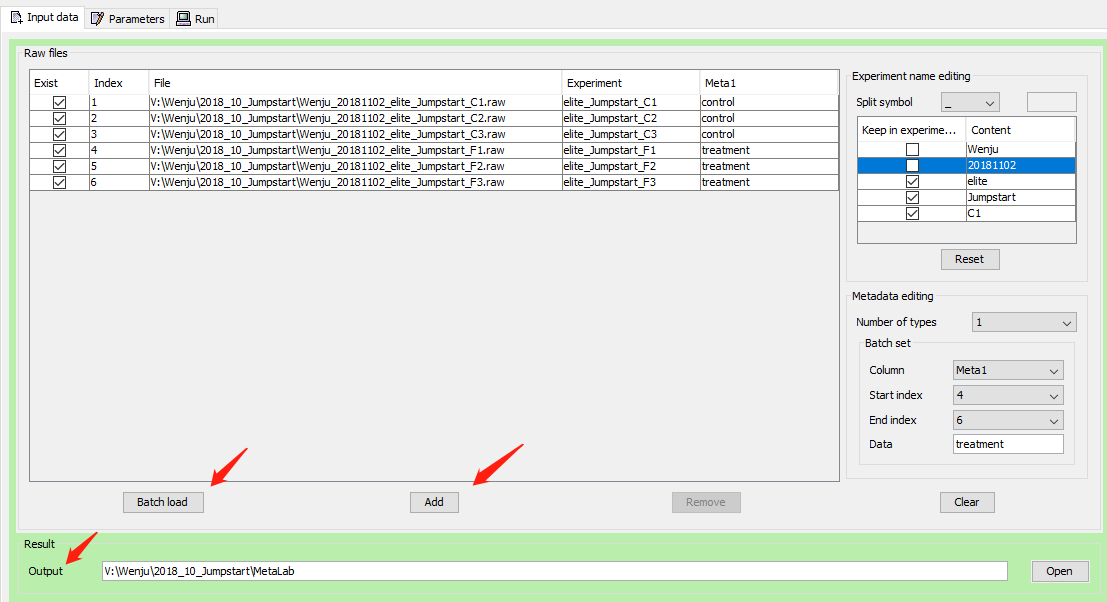 Input data Parameters Run
Raw files
Exist Index File Experiment Meta1
1 V:\Wenju\2018_10_Jumpstart\Wenju_20181102_elite_Jumpstart_C1.raw elite_Jumpstart_C1 control
2 V:\Wenju\2018_10_Jumpstart\Wenju_20181102_elite_Jumpstart_C2.raw elite_Jumpstart_C2 control
3 V:\Wenju\2018_10_Jumpstart\Wenju_20181102_elite_Jumpstart_C3.raw elite_Jumpstart_C3 control
4 V:\Wenju\2018_10_Jumpstart\Wenju_20181102_elite_Jumpstart_F1.raw elite_Jumpstart_F1 treatment
5 V:\Wenju\2018_10_Jumpstart\Wenju_20181102_elite_Jumpstart_F2.raw elite_Jumpstart_F2 treatment
6 V:\Wenju\2018_10_Jumpstart\Wenju_20181102_elite_Jumpstart_F3.raw elite_Jumpstart_F3 treatment
Batch load Add Remove
Experiment name editing
Split symbol _
Keep in experime... Content
Wenju
20181102
elite
Jumpstart
C1
Reset
Metadata editing
Number of types 1
Batch set
Column Meta1
Start index 4
End index 6
Data treatment
Clear
Result
Output V:\Wenju\2018_10_Jumpstart\MetaLab Open